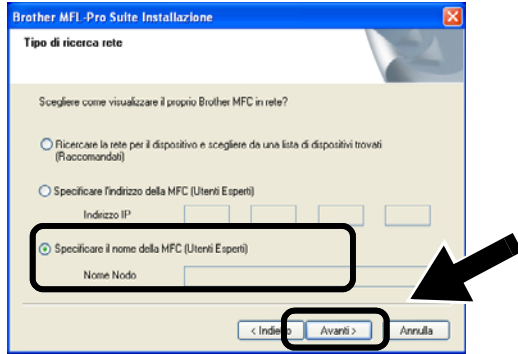 Brother MFL-Pro Suite Installazione
Tipo di ricerca rete
Scegliere come visualizzare il proprio Brother MFC in rete?
Ricercare la rete per il dispositivo e scegliere da una lista di dispositivi trovati
(Raccomandati)
Specificare l'indirizzo della MFC (Utenti Esperti)
Indirizzo IP
Specificare il nome della MFC (Utenti Esperti)
Nome Nodo
< Indietro Avanti > Annulla